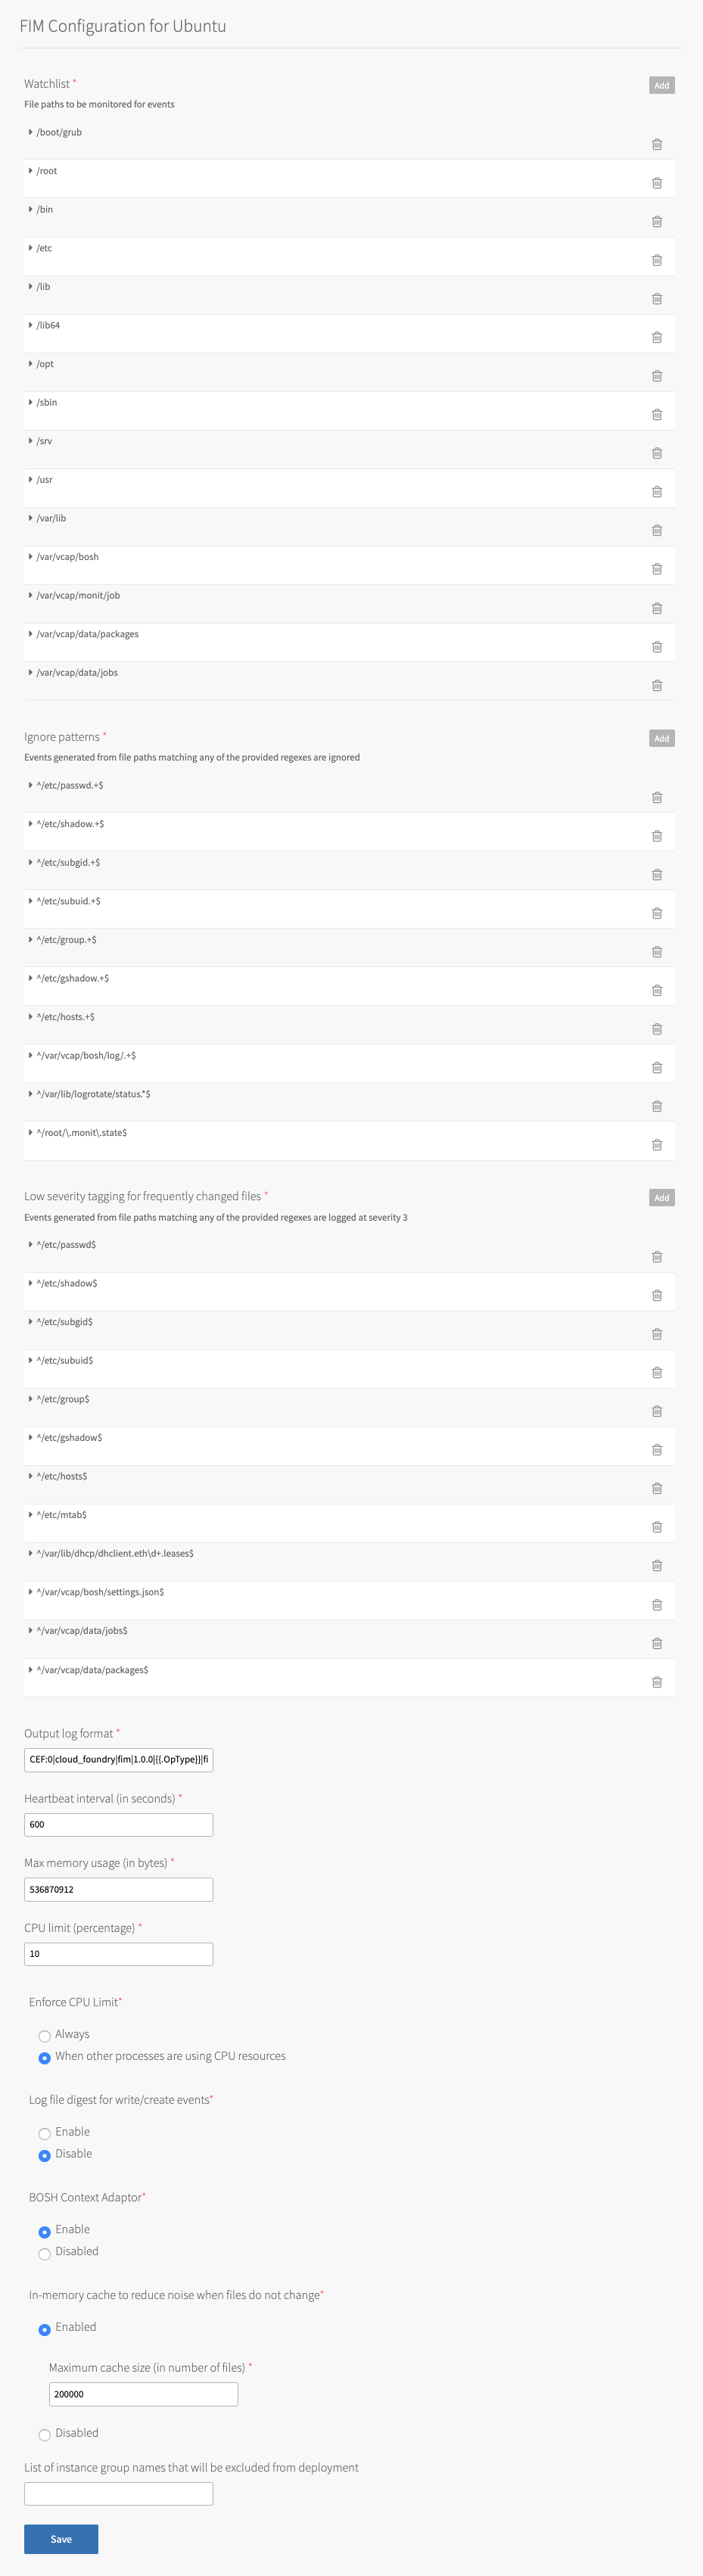 FIM Configuration for Ubuntu
Watchlist *
Add
File paths to be monitored for events
/boot/grub
/root
/bin
/etc
/lib
/lib64
/opt
/sbin
/srv
/usr
/var/lib
/var/vcap/bosh
/var/vcap/monit/job
/var/vcap/data/packages
/var/vcap/data/jobs
Ignore patterns *
Add
Events generated from file paths matching any of the provided regexes are ignored
^/etc/passwd.+$
^/etc/shadow.+$
^/etc/subgid.+$
^/etc/subuid.+$
^/etc/group.+$
^/etc/gshadow.+$
^/etc/hosts.+$
^/var/vcap/bosh/log/.+$
^/var/lib/logrotate/status.*$
^/root/\.monit\.state$
Low severity tagging for frequently changed files *
Add
Events generated from file paths matching any of the provided regexes are logged at severity 3
^/etc/passwd$
^/etc/shadow$
^/etc/subgid$
^/etc/subuid$
^/etc/group$
^/etc/gshadow$
^/etc/hosts$
^/etc/mtab$
^/var/lib/dhcp/dhclient.eth\d+.leases$
^/var/vcap/bosh/settings.json$
^/var/vcap/data/jobs$
^/var/vcap/data/packages$
Output log format *
CEF:0|cloud_foundry|fim|1.0.0|{{.OpType}}|fi
Heartbeat interval (in seconds) *
600
Max memory usage (in bytes) *
536870912
CPU limit (percentage) *
10
Enforce CPU Limit*
Always
When other processes are using CPU resources
Log file digest for write/create events*
Enable
Disable
BOSH Context Adaptor*
Enable
Disabled
In-memory cache to reduce noise when files do not change*
Enabled
Maximum cache size (in number of files) *
200000
Disabled
List of instance group names that will be excluded from deployment
Save